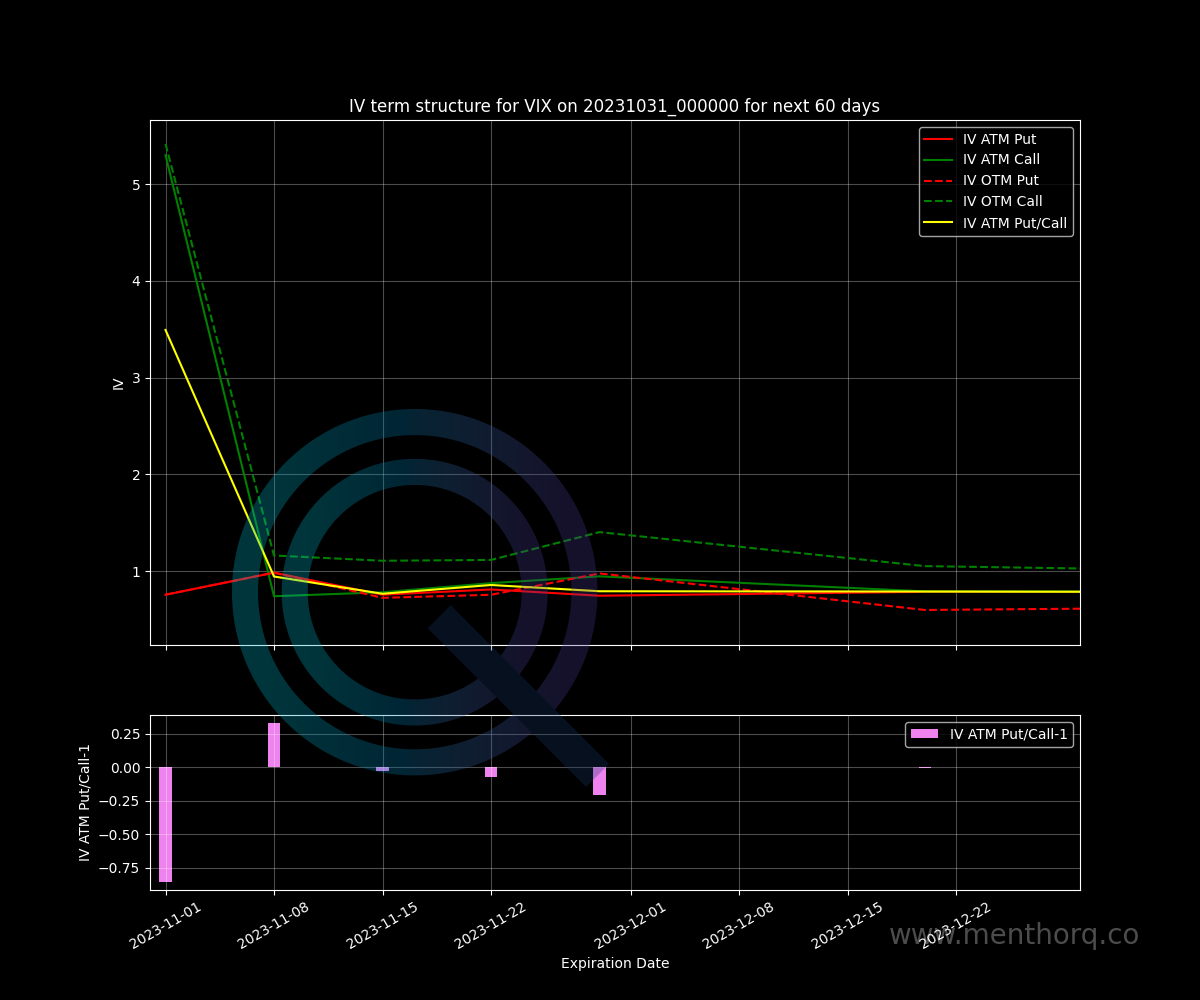 IV term structure for VIX on 20231031_000000 for next 60 days
IV ATM Put
IV ATM Call
IV OTM Put
IV OTM Call
IV ATM Put/Call
5
4
3
2
1
IV
IV ATM Put/Call-1
0.25
0.00
−0.25
−0.50
−0.75
IV ATM Put/Call-1
2023-11-01
2023-11-08
2023-11-15
2023-11-22
2023-12-01
2023-12-08
2023-12-15
2023-12-22
www.menthorq.co
Expiration Date